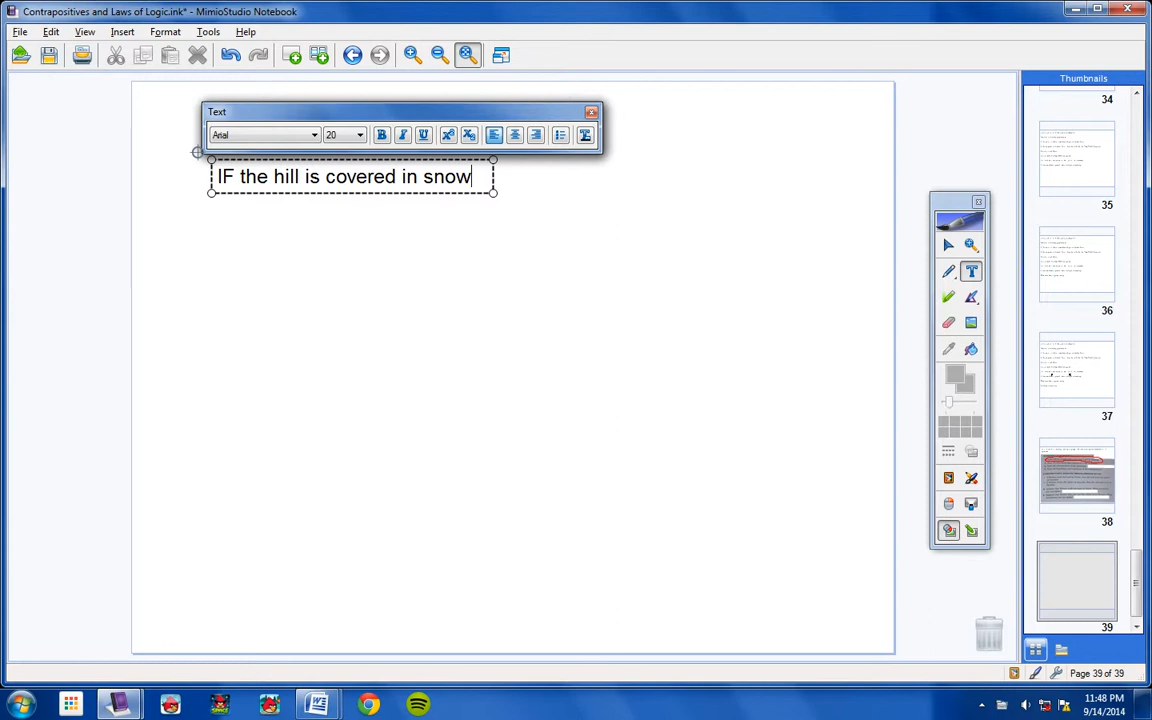 Contrapositives and Laws of Logic.ink* - MimioStudio Notebook
File Edit View Insert Format Tools Help
Thumbnails
34
Text
Arial 20 B I U
IF the hill is covered in snow
T
35
36
37
38
39
Page 39 of 39
11:48 PM
9/14/2014